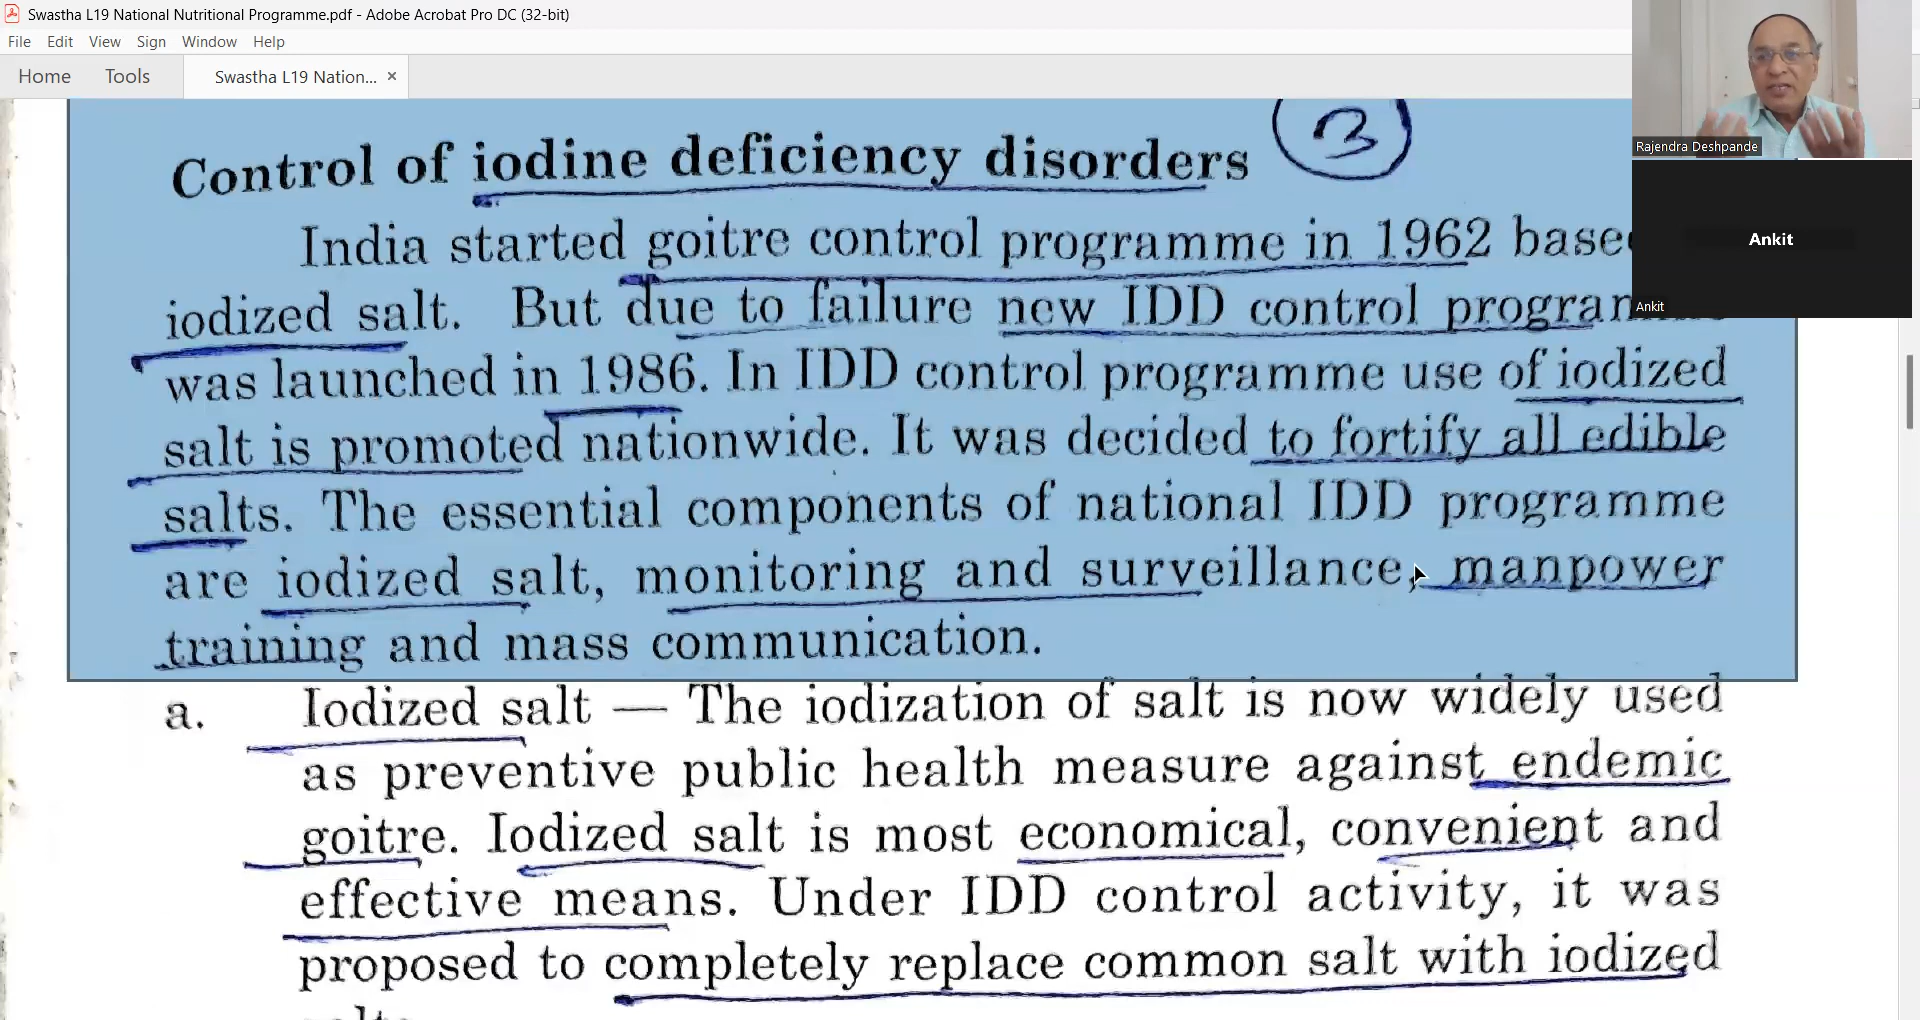 Swastha L19 National Nutritional Programme.pdf - Adobe Acrobat Pro DC (32-bit)
File Edit View Sign Window Help
Home Tools Swastha L19 Nation... ×
Rajendra Deshpande
Ankit
Ankit
Control of iodine deficiency disorders 3
India started goitre control programme in 1962 base
iodized salt. But due to failure new IDD control progra
was launched in 1986. In IDD control programme use of iodized
salt is promoted nationwide. It was decided to fortify all edible
salts. The essential components of national IDD programme
are iodized salt, monitoring and surveillance, manpower
training and mass communication.
a. Iodized salt — The iodization of salt is now widely used
as preventive public health measure against endemic
goitre. Iodized salt is most economical, convenient and
effective means. Under IDD control activity, it was
proposed to completely replace common salt with iodized